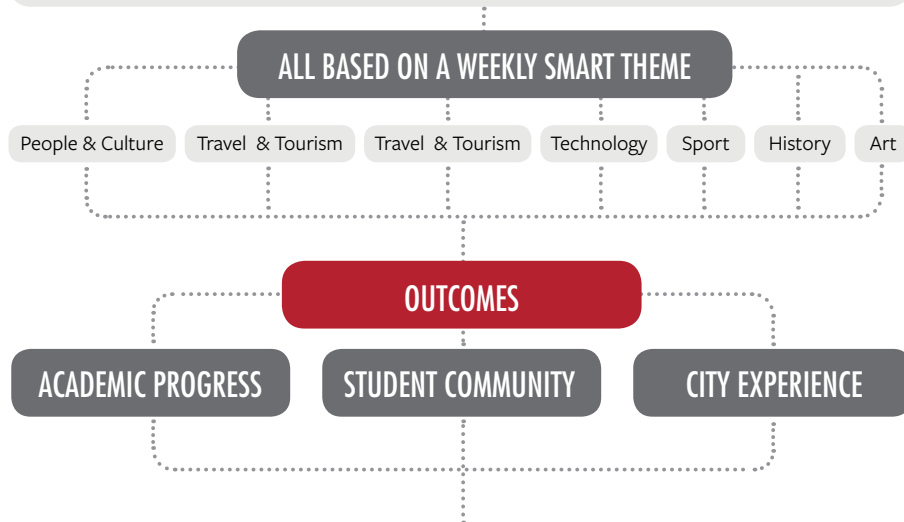 ALL BASED ON A WEEKLY SMART THEME
People & Culture
Travel & Tourism
Travel & Tourism
Technology
Sport
History
Art
OUTCOMES
ACADEMIC PROGRESS
STUDENT COMMUNITY
CITY EXPERIENCE